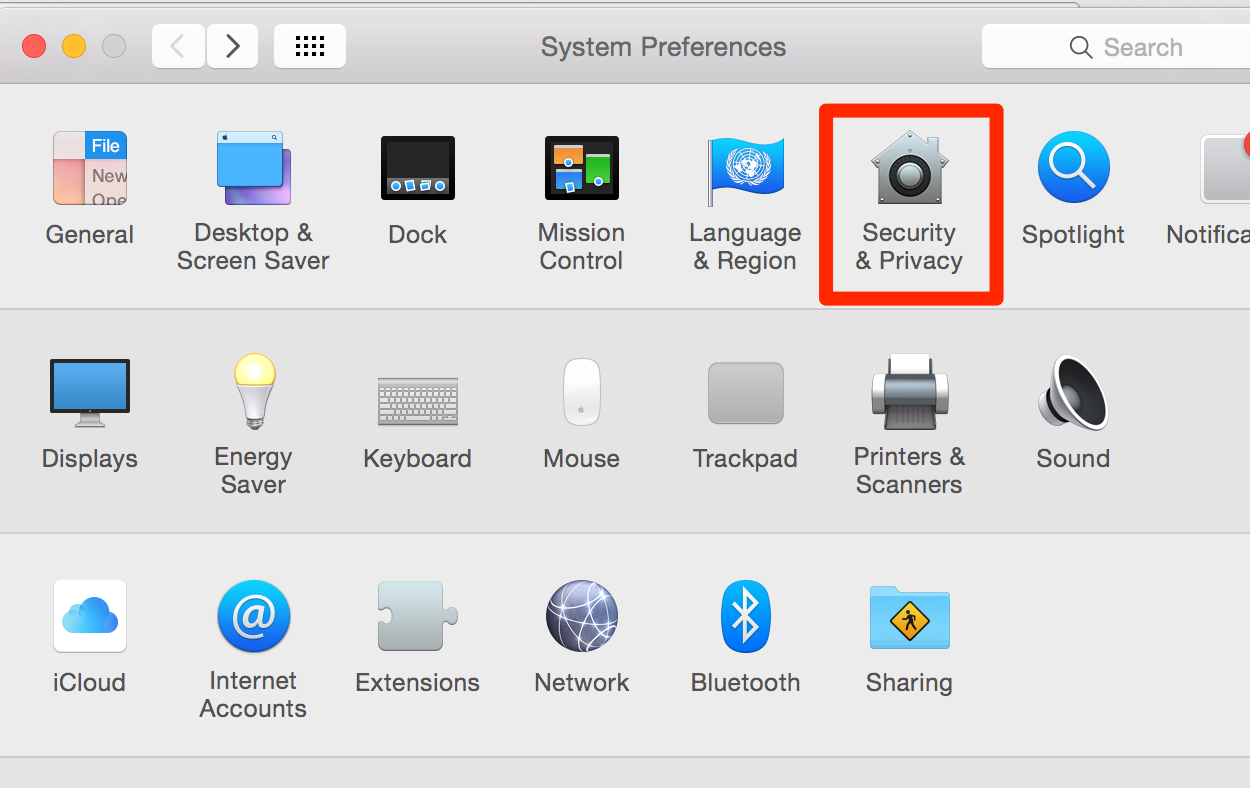 System Preferences
Search
File
New
Ope
General
Desktop &
Screen Saver
Dock
Mission
Control
Language
& Region
Security
& Privacy
Spotlight
Notifica
Displays
Energy
Saver
Keyboard
Mouse
Trackpad
Printers &
Scanners
Sound
iCloud
@
Internet
Accounts
Extensions
Network
Bluetooth
Sharing